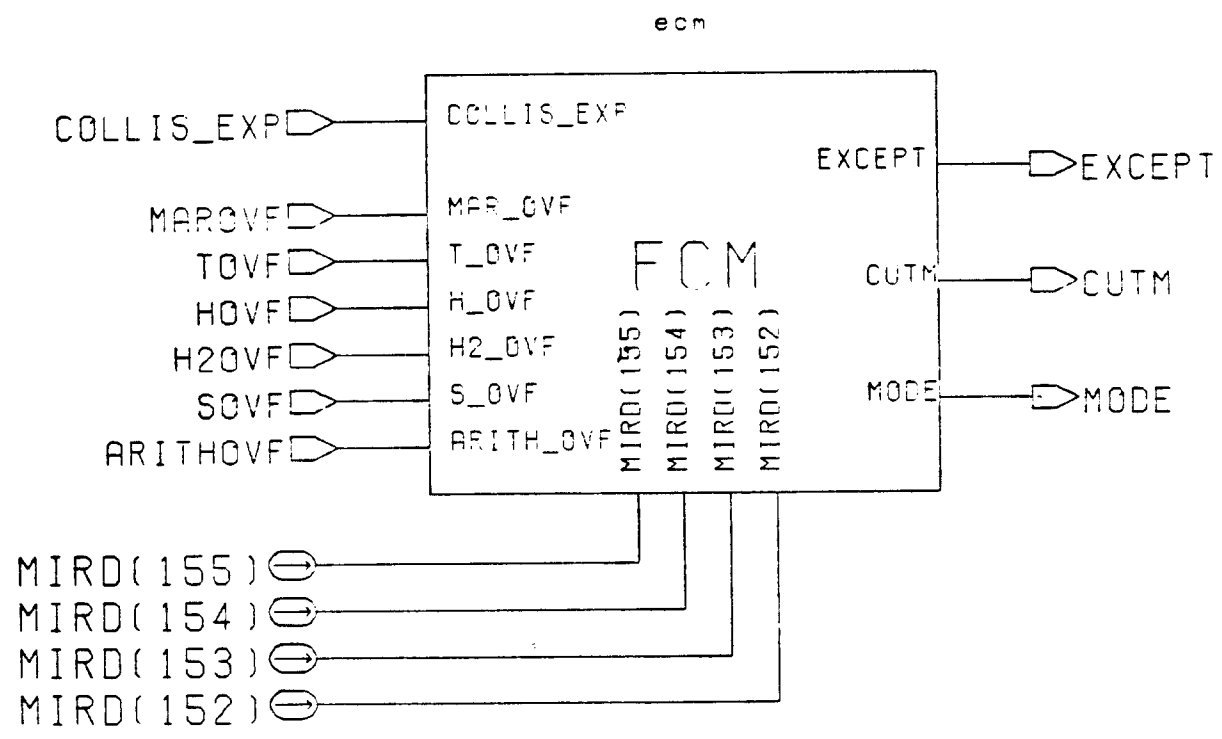 ecm
COLLIS_EXP
COLLIS_EXP
EXCEPT
EXCEPT
MAROVF
MAR_OVF
TOVF
T_OVF
ECM
CUTM
CUTM
HOVF
H_OVF
H2OVF
H2_OVF
SOVF
S_OVF
MODE
MODE
ARITHOVF
ARITH_OVF
MIRD(155)
MIRD(154)
MIRD(153)
MIRD(152)
MIRD(155)
MIRD(154)
MIRD(153)
MIRD(152)